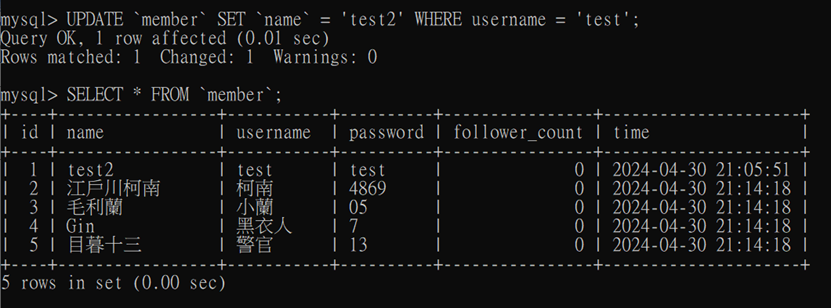 mysql> UPDATE `member` SET `name` = 'test2' WHERE username = 'test';
Query OK, 1 row affected (0.01 sec)
Rows matched: 1  Changed: 1  Warnings: 0
mysql> SELECT * FROM `member`;
+----+-----------------+-----------+----------+----------------+---------------------+
| id | name | username | password | follower_count | time |
+----+-----------------+-----------+----------+----------------+---------------------+
| 1 | test2 | test | test | 0 | 2024-04-30 21:05:51 |
| 2 | 江戶川柯南 | 柯南 | 4869 | 0 | 2024-04-30 21:14:18 |
| 3 | 毛利蘭 | 小蘭 | 05 | 0 | 2024-04-30 21:14:18 |
| 4 | Gin | 黑衣人 | 7 | 0 | 2024-04-30 21:14:18 |
| 5 | 目暮十三 | 警官 | 13 | 0 | 2024-04-30 21:14:18 |
+----+-----------------+-----------+----------+----------------+---------------------+
5 rows in set (0.00 sec)